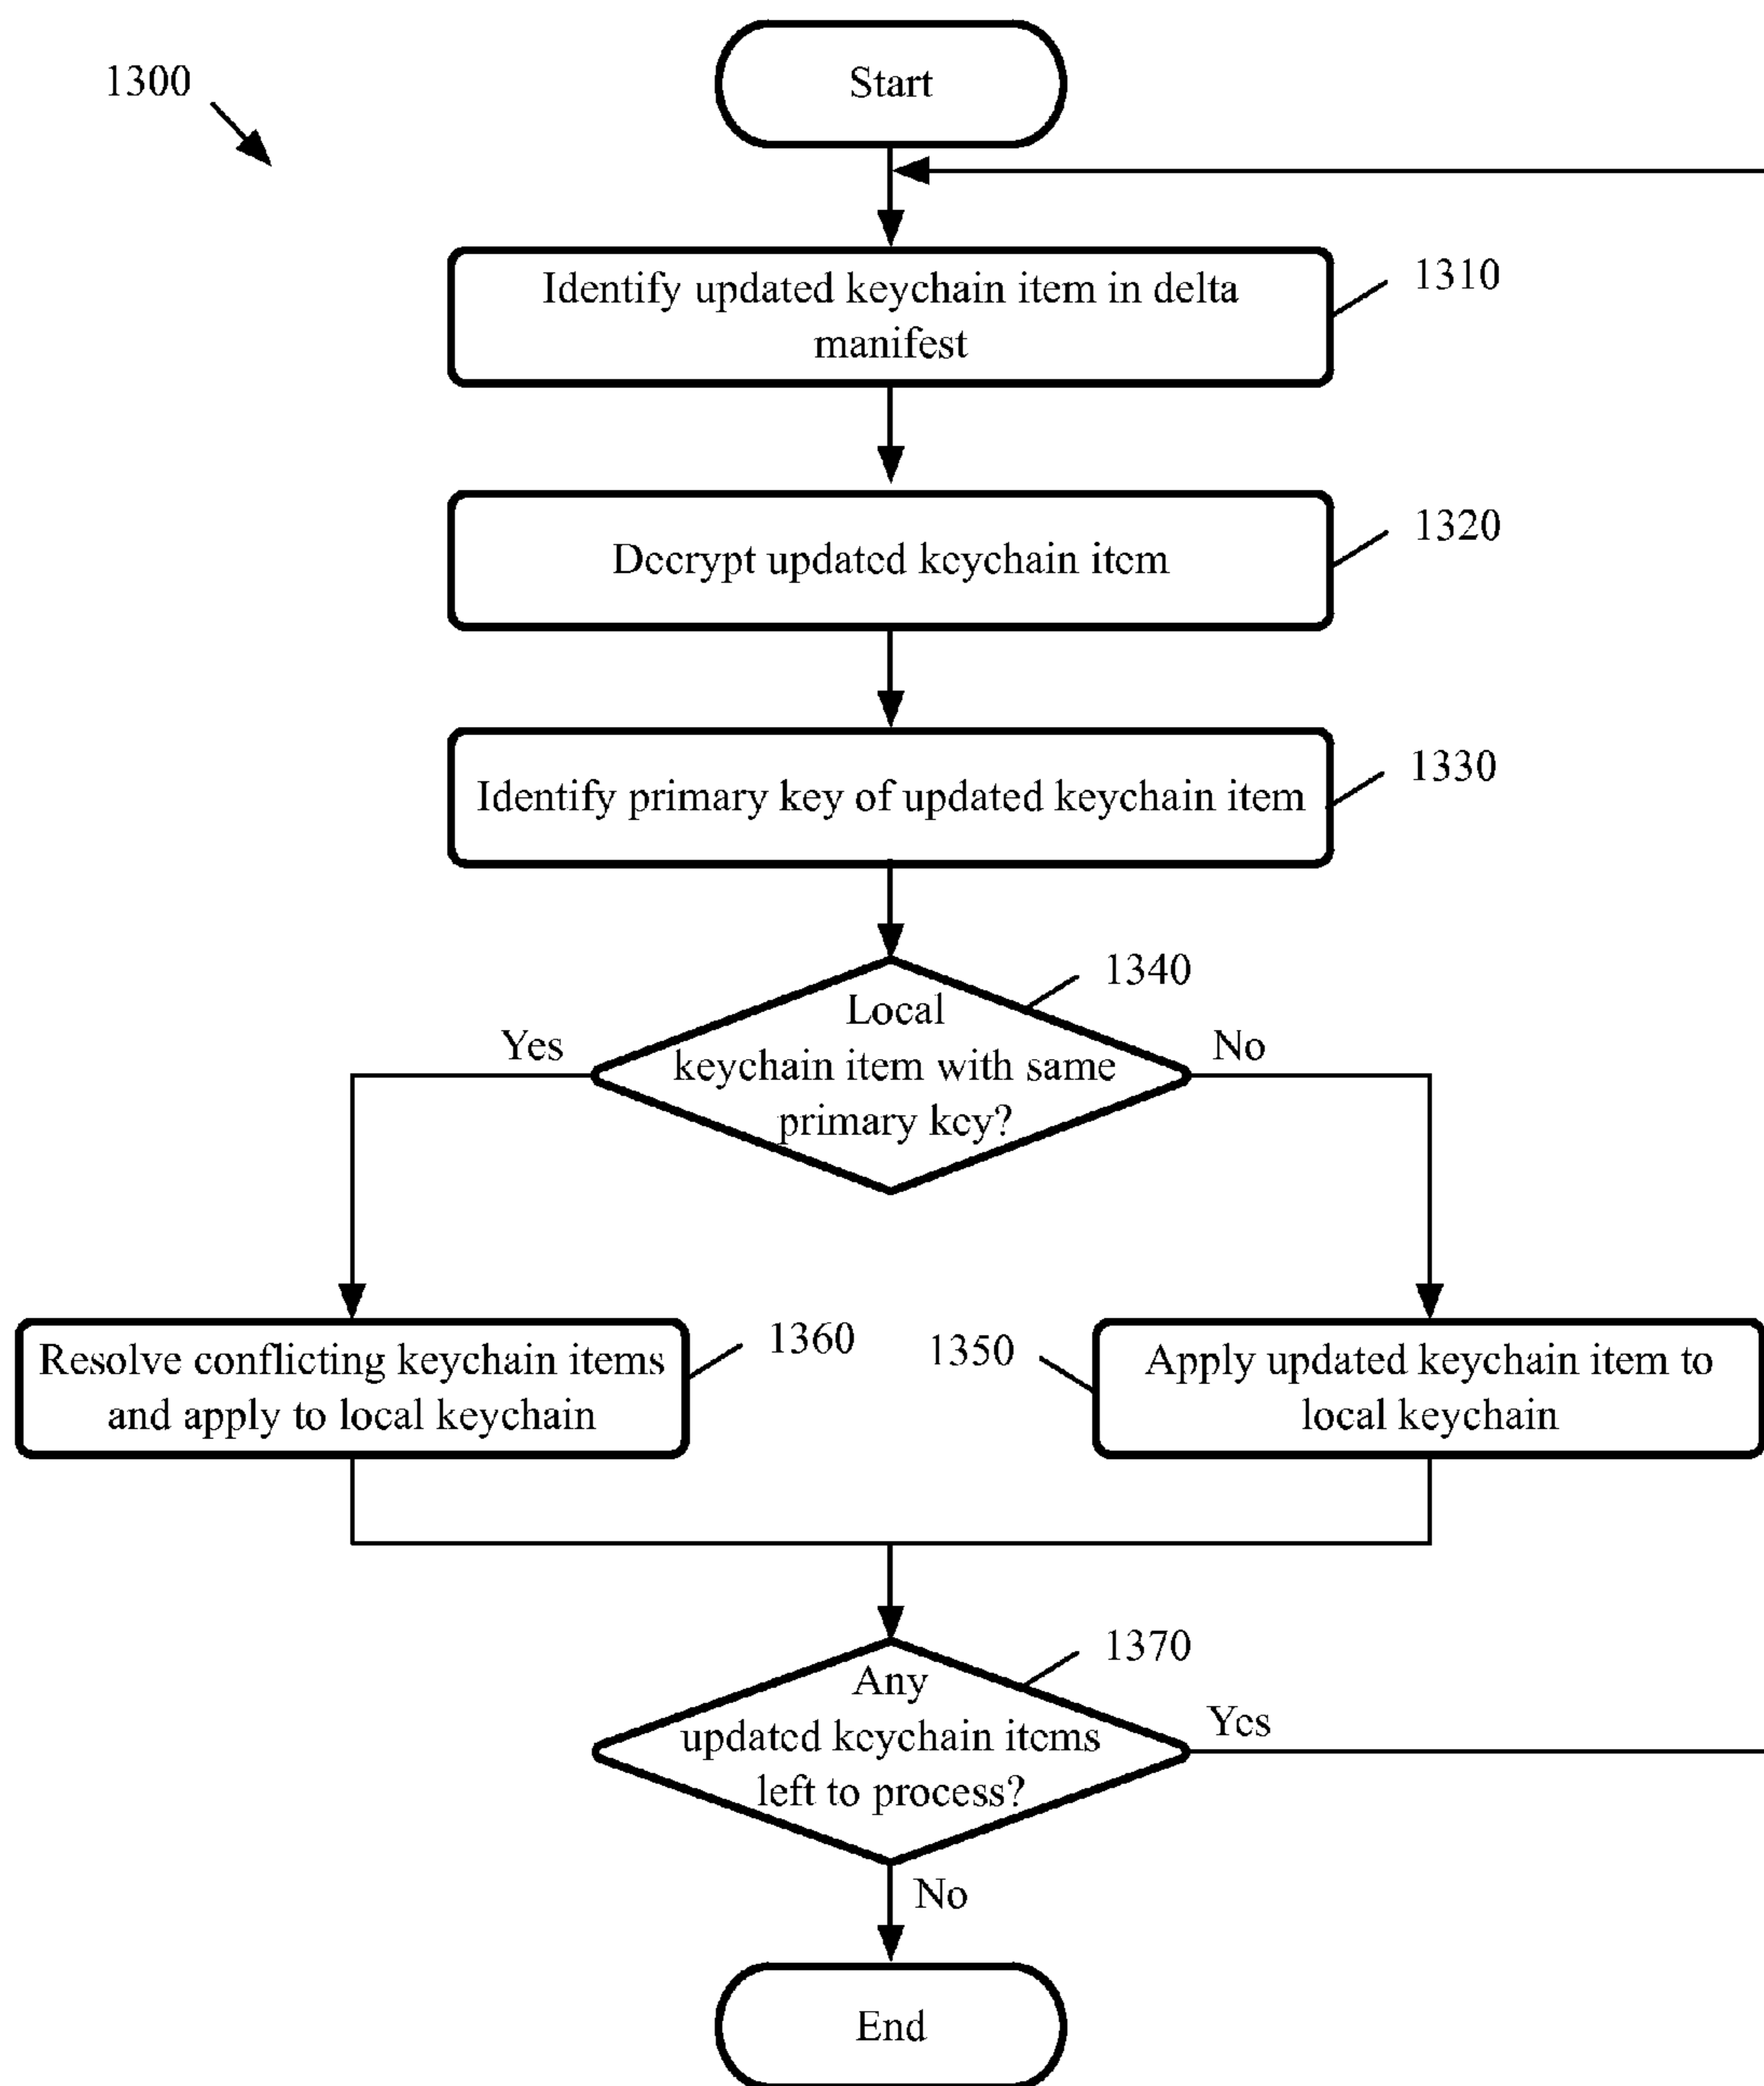 1300
Start
Identify updated keychain item in delta
manifest
1310
Decrypt updated keychain item
1320
Identify primary key of updated keychain item
1330
1340
Local
keychain item with same
primary key?
Yes
No
Resolve conflicting keychain items
and apply to local keychain
1360
1350
Apply updated keychain item to
local keychain
1370
Any
updated keychain items
left to process?
Yes
No
End